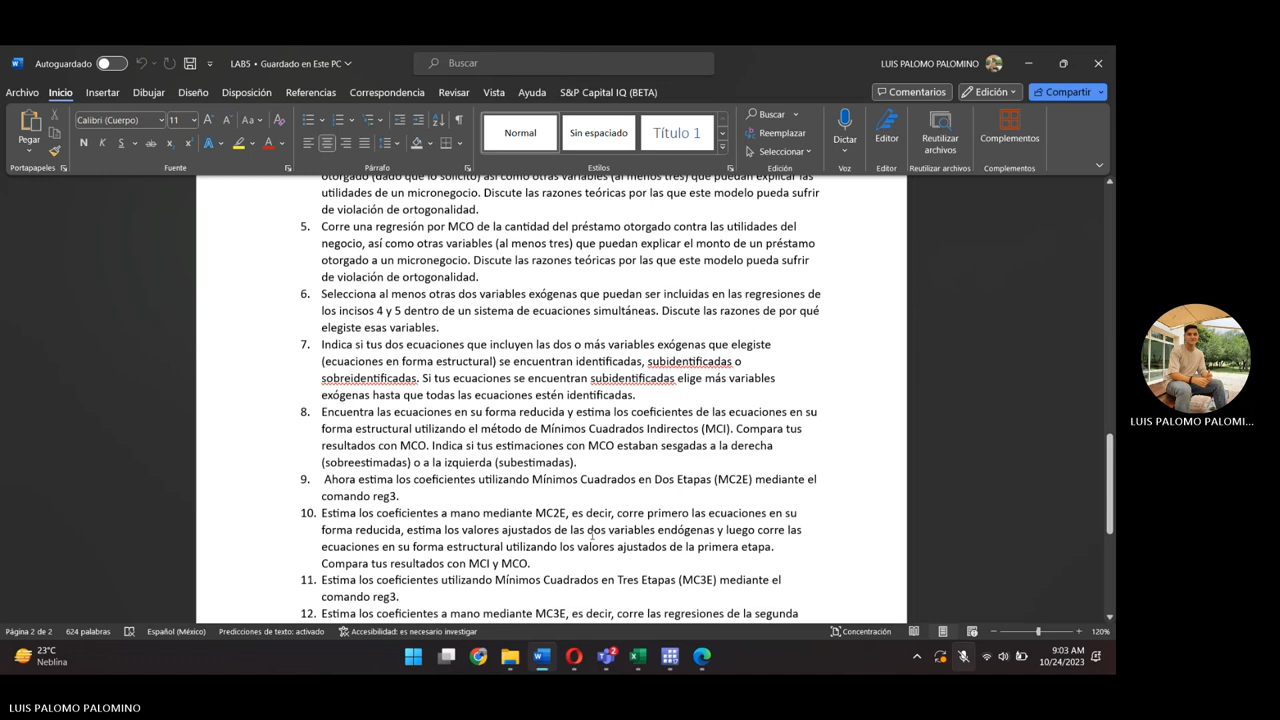 Autoguardado
LAB5 • Guardado en Este PC
Buscar
LUIS PALOMO PALOMINO
Archivo Inicio Insertar Dibujar Diseño Disposición Referencias Correspondencia Revisar Vista Ayuda S&P Capital IQ (BETA)
Comentarios Edición Compartir
Pegar
Calibri (Cuerpo) 11
Normal
Sin espaciado
Título 1
Buscar
Reemplazar
Seleccionar
Dictar
Editor
Reutilizar archivos
Complementos
Portapapeles Fuente Párrafo Estilos Edición Voz Editor Reutilizar archivos Complementos
otorgado (dado que lo solicitó) así como otras variables (al menos tres) que puedan explicar las
utilidades de un micronegocio. Discute las razones teóricas por las que este modelo pueda sufrir
de violación de ortogonalidad.
5. Corre una regresión por MCO de la cantidad del préstamo otorgado contra las utilidades del
negocio, así como otras variables (al menos tres) que puedan explicar el monto de un préstamo
otorgado a un micronegocio. Discute las razones teóricas por las que este modelo pueda sufrir
de violación de ortogonalidad.
6. Selecciona al menos otras dos variables exógenas que puedan ser incluidas en las regresiones de
los incisos 4 y 5 dentro de un sistema de ecuaciones simultáneas. Discute las razones de por qué
elegiste esas variables.
7. Indica si tus dos ecuaciones que incluyen las dos o más variables exógenas que elegiste
(ecuaciones en forma estructural) se encuentran identificadas, subidentificadas o
sobreidentificadas. Si tus ecuaciones se encuentran subidentificadas elige más variables
exógenas hasta que todas las ecuaciones estén identificadas.
8. Encuentra las ecuaciones en su forma reducida y estima los coeficientes de las ecuaciones en su
forma estructural utilizando el método de Mínimos Cuadrados Indirectos (MCI). Compara tus
resultados con MCO. Indica si tus estimaciones con MCO estaban sesgadas a la derecha
(sobreestimadas) o a la izquierda (subestimadas).
9. Ahora estima los coeficientes utilizando Mínimos Cuadrados en Dos Etapas (MC2E) mediante el
comando reg3.
10. Estima los coeficientes a mano mediante MC2E, es decir, corre primero las ecuaciones en su
forma reducida, estima los valores ajustados de las dos variables endógenas y luego corre las
ecuaciones en su forma estructural utilizando los valores ajustados de la primera etapa.
Compara tus resultados con MCI y MCO.
11. Estima los coeficientes utilizando Mínimos Cuadrados en Tres Etapas (MC3E) mediante el
comando reg3.
12. Estima los coeficientes a mano mediante MC3E, es decir, corre las regresiones de la segunda
LUIS PALOMO PALOMI...
Página 2 de 2 624 palabras Español (México) Predicciones de texto: activado Accesibilidad: es necesario investigar Concentración 120%
23°C
Neblina
2
9:03 AM
10/24/2023
LUIS PALOMO PALOMINO